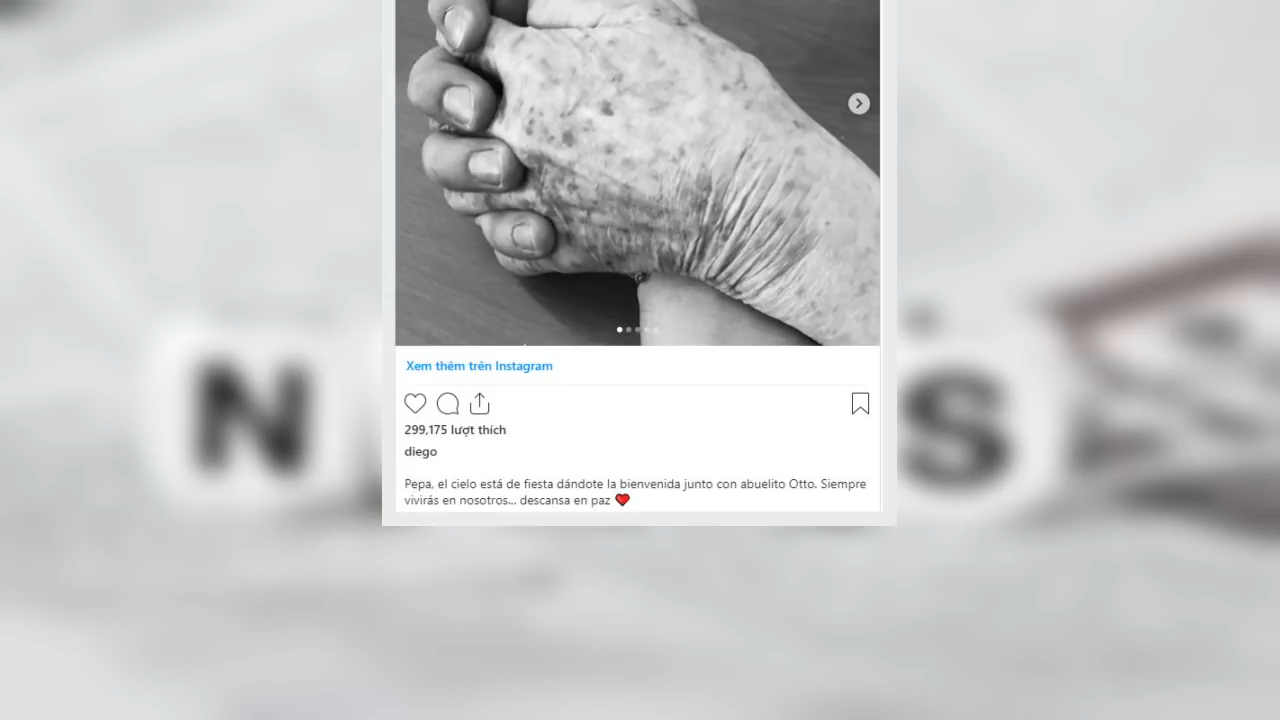 Xem thêm trên Instagram
299,175 lượt thích
diego
Pepa, el cielo está de fiesta dándote la bienvenida junto con abuelito Otto. Siempre
vivirás en nosotros... descansa en paz ❤️
N S